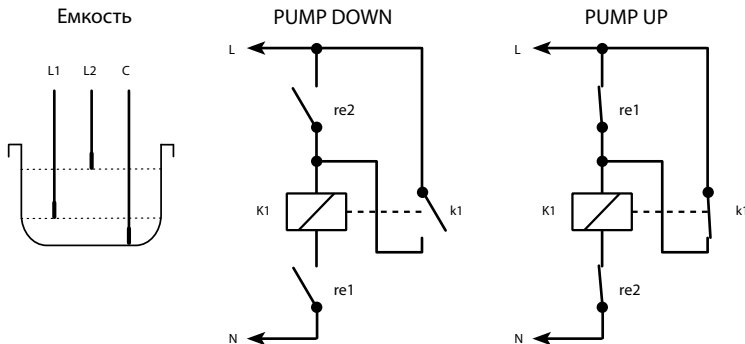 Емкость
L1 L2 C
PUMP DOWN
L
re2
K1
k1
re1
N
PUMP UP
L
re1
K1
k1
re2
N